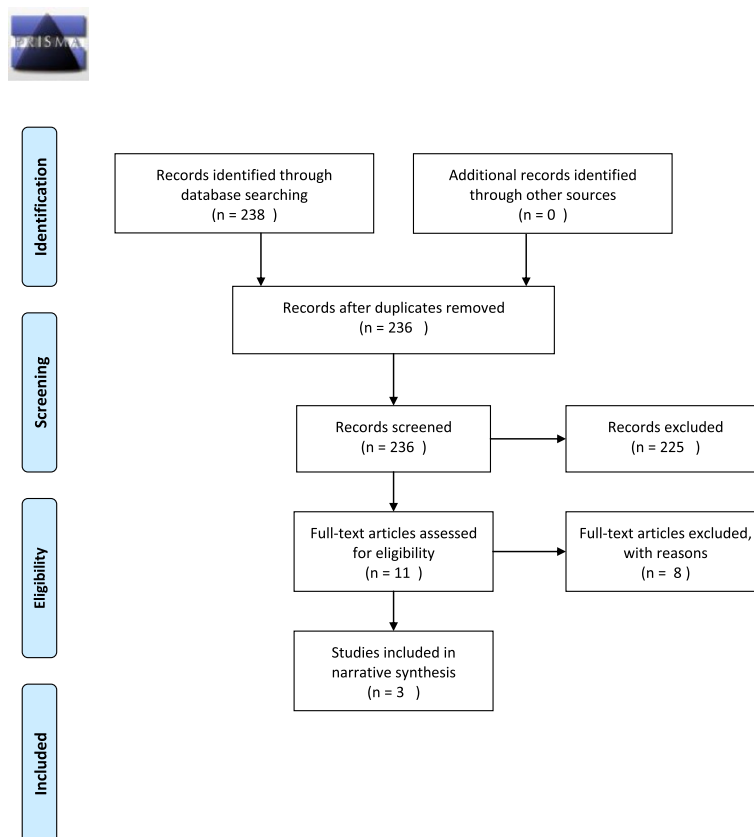 PRISMA
Identification
Records identified through
database searching
(n = 238 )
Additional records identified
through other sources
(n = 0 )
Records after duplicates removed
(n = 236 )
Screening
Records screened
(n = 236 )
Records excluded
(n = 225 )
Eligibility
Full-text articles assessed
for eligibility
(n = 11 )
Full-text articles excluded,
with reasons
(n = 8 )
Studies included in
narrative synthesis
(n = 3 )
Included